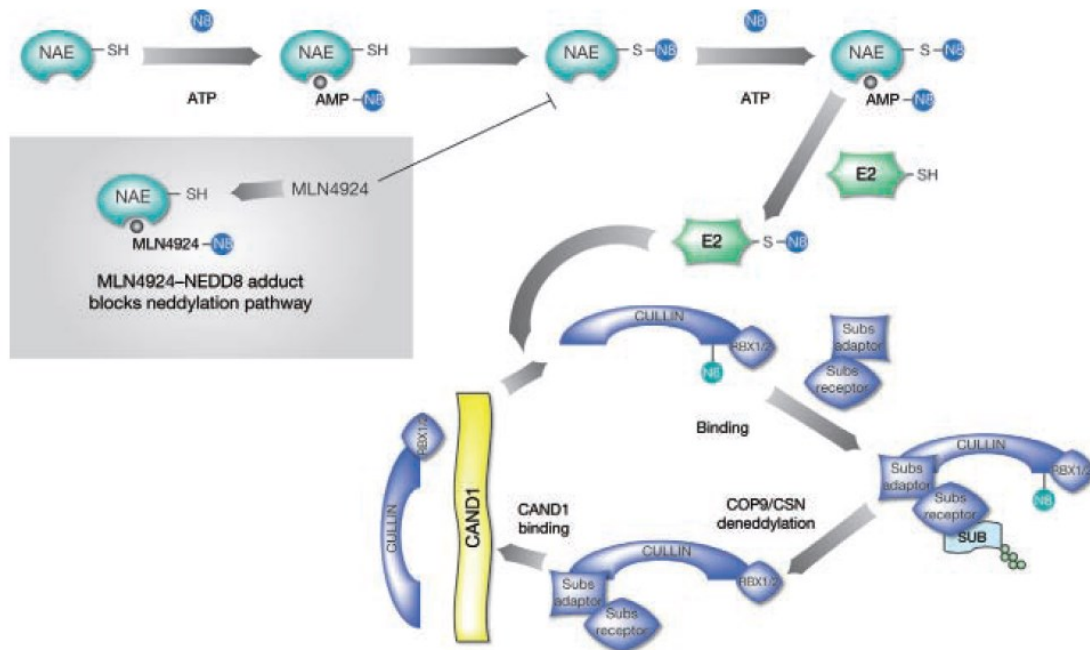 N8
N8
NAE
SH
NAE
SH
NAE
S
N8
NAE
S
N8
ATP
AMP
N8
ATP
AMP
N8
NAE
SH
MLN4924
MLN4924
N8
MLN4924–NEDD8 adduct
blocks neddylation pathway
E2
SH
E2
S
N8
CULLIN
RBX1/2
N8
Subs
adaptor
Subs
receptor
Binding
CULLIN
RBX1/2
N8
Subs
adaptor
Subs
receptor
SUB
COP9/CSN
deneddylation
CULLIN
RBX1/2
Subs
adaptor
Subs
receptor
CAND1
binding
CAND1
RBX1/2
CULLIN